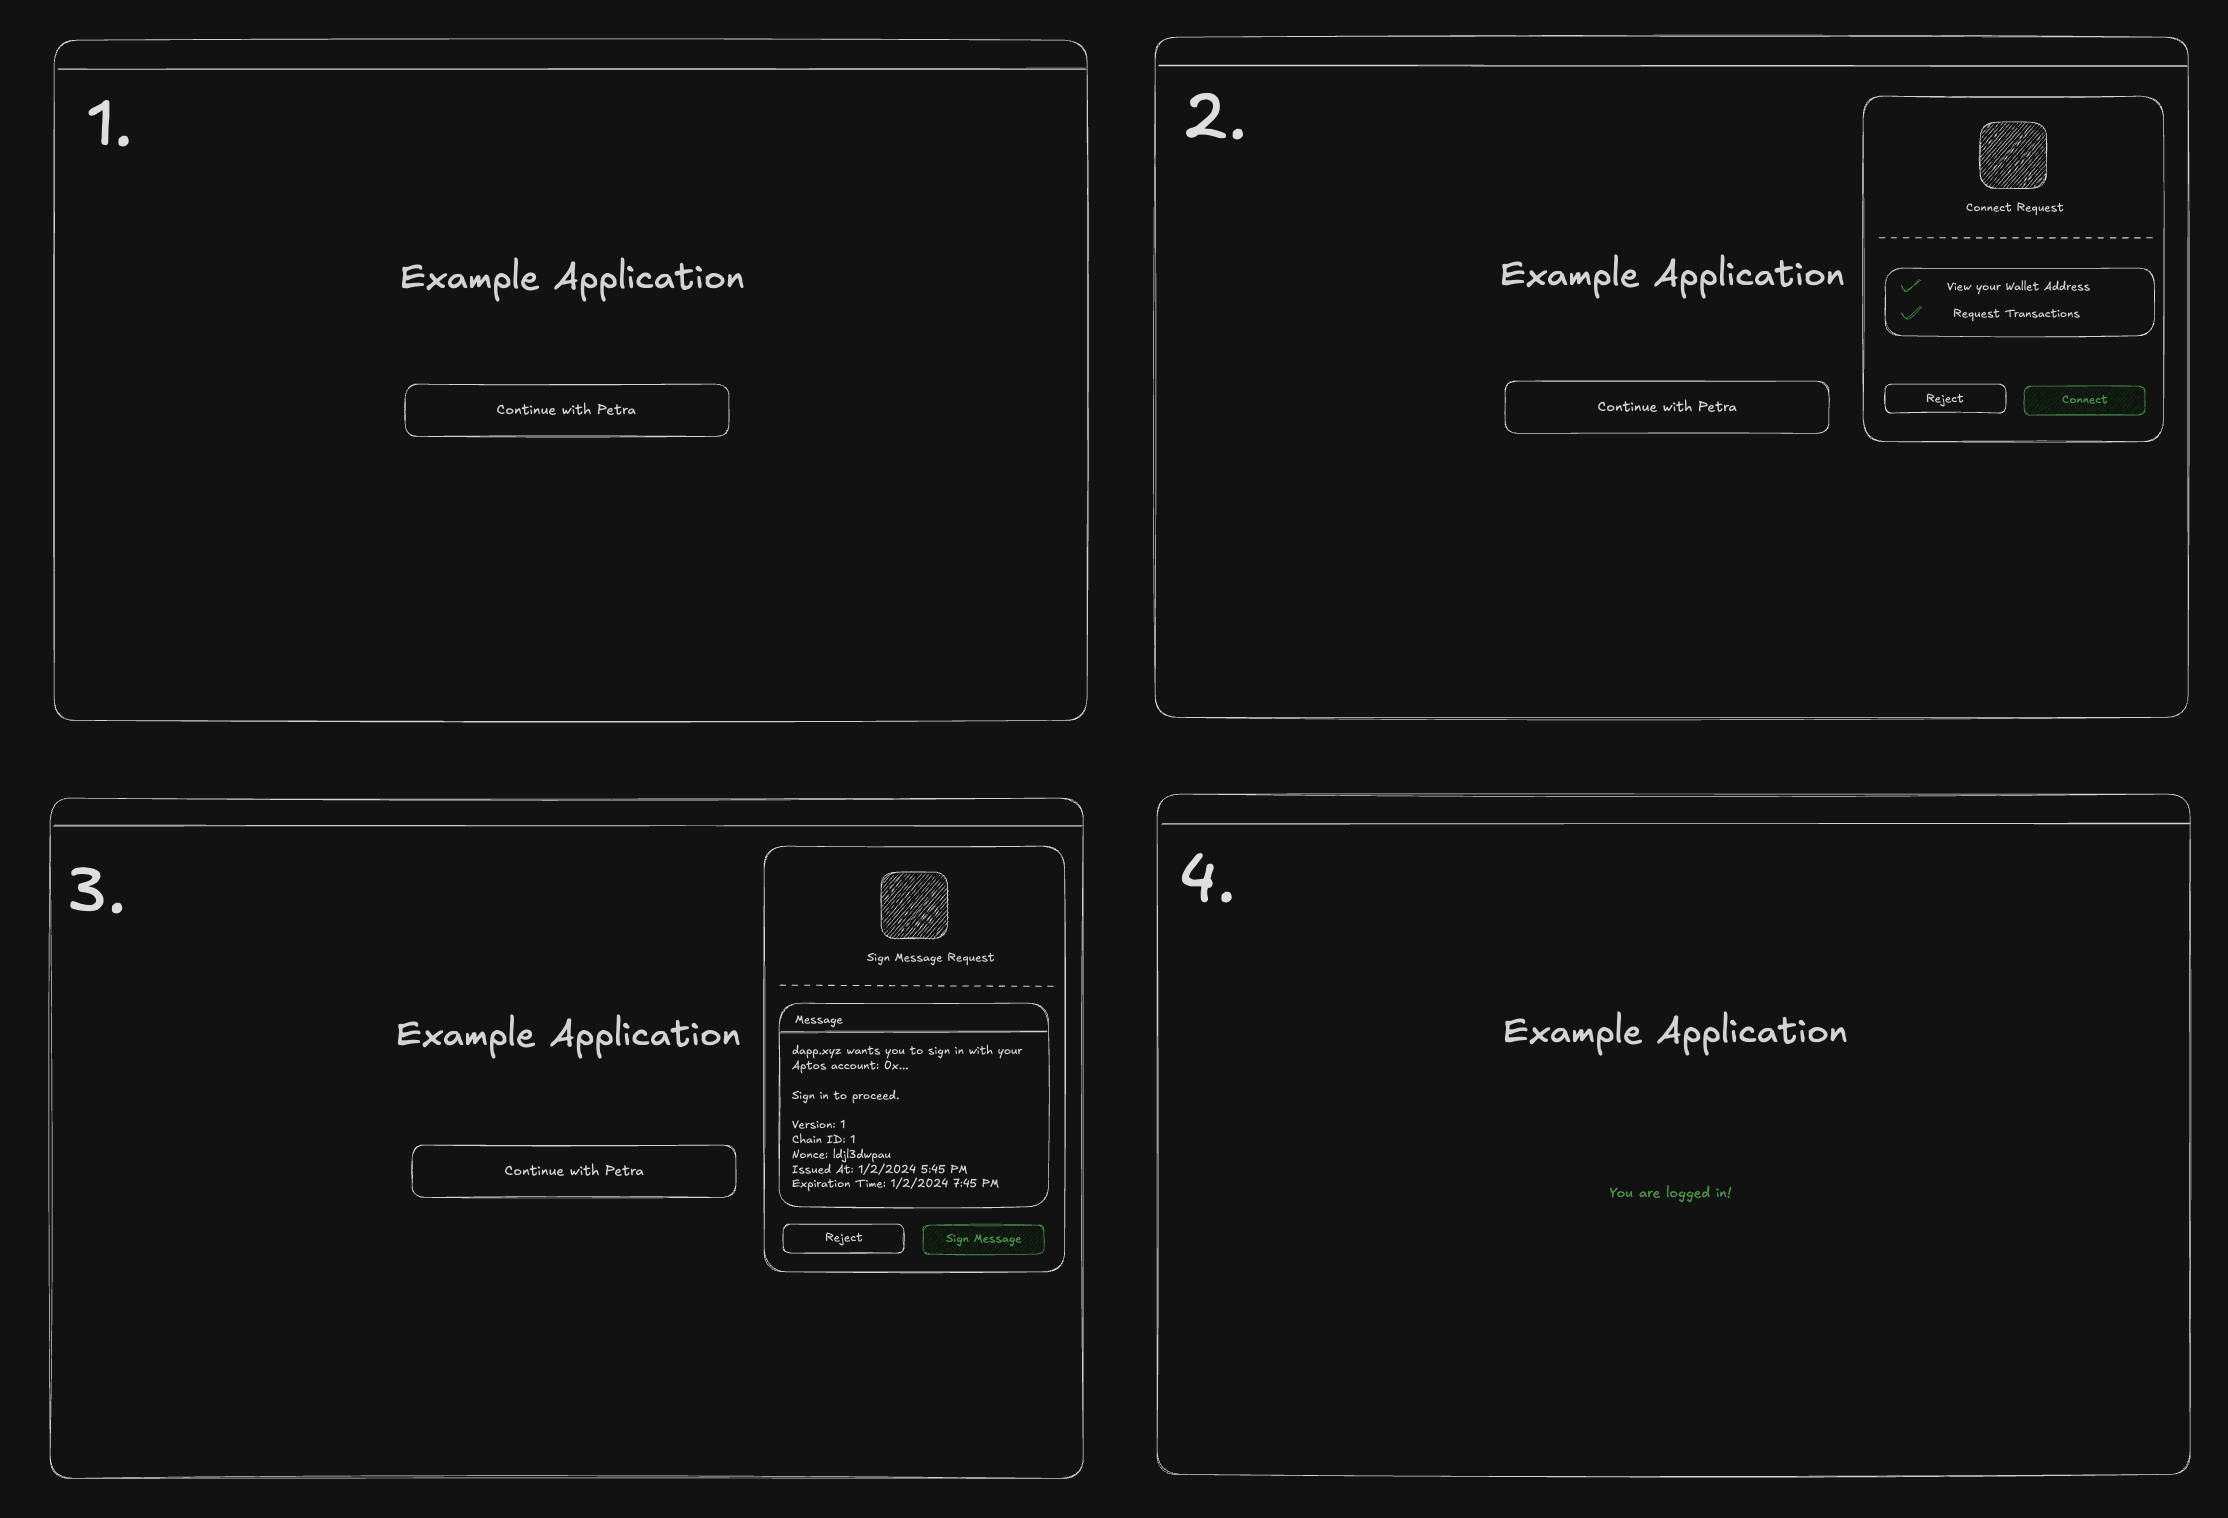 1.
Example Application
Continue with Petra
2.
Example Application
Continue with Petra
Connect Request
View your Wallet Address
Request Transactions
Reject
Connect
3.
Example Application
Continue with Petra
Sign Message Request
Message
dapp.xyz wants you to sign in with your
Aptos account: 0x...
Sign in to proceed.
Version: 1
Chain ID: 1
Nonce: ldjl3dwpau
Issued At: 1/2/2024 5:45 PM
Expiration Time: 1/2/2024 7:45 PM
Reject
Sign Message
4.
Example Application
You are logged in!